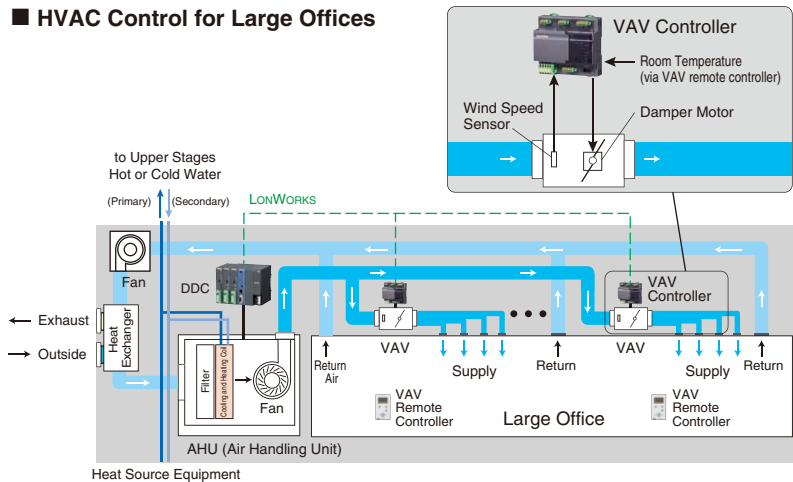 ■ HVAC Control for Large Offices
VAV Controller
Room Temperature
(via VAV remote controller)
Wind Speed
Sensor
Damper Motor
to Upper Stages
Hot or Cold Water
(Primary)
(Secondary)
LONWORKS
Fan
DDC
VAV
Controller
Exhaust
Outside
Heat
Exchanger
Filter
Cooling and Heating Coil
Fan
Return
Air
VAV
Supply
Return
VAV
Supply
Return
VAV
Remote
Controller
Large Office
VAV
Remote
Controller
AHU (Air Handling Unit)
Heat Source Equipment